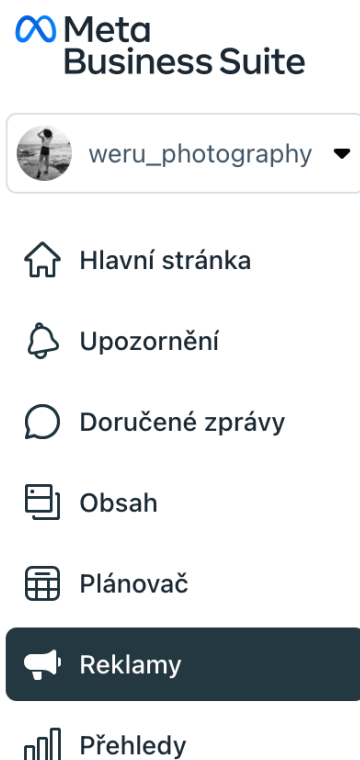 Meta
Business Suite
weru_photography
Hlavní stránka
Upozornění
Doručené zprávy
Obsah
Plánovač
Reklamy
Přehledy